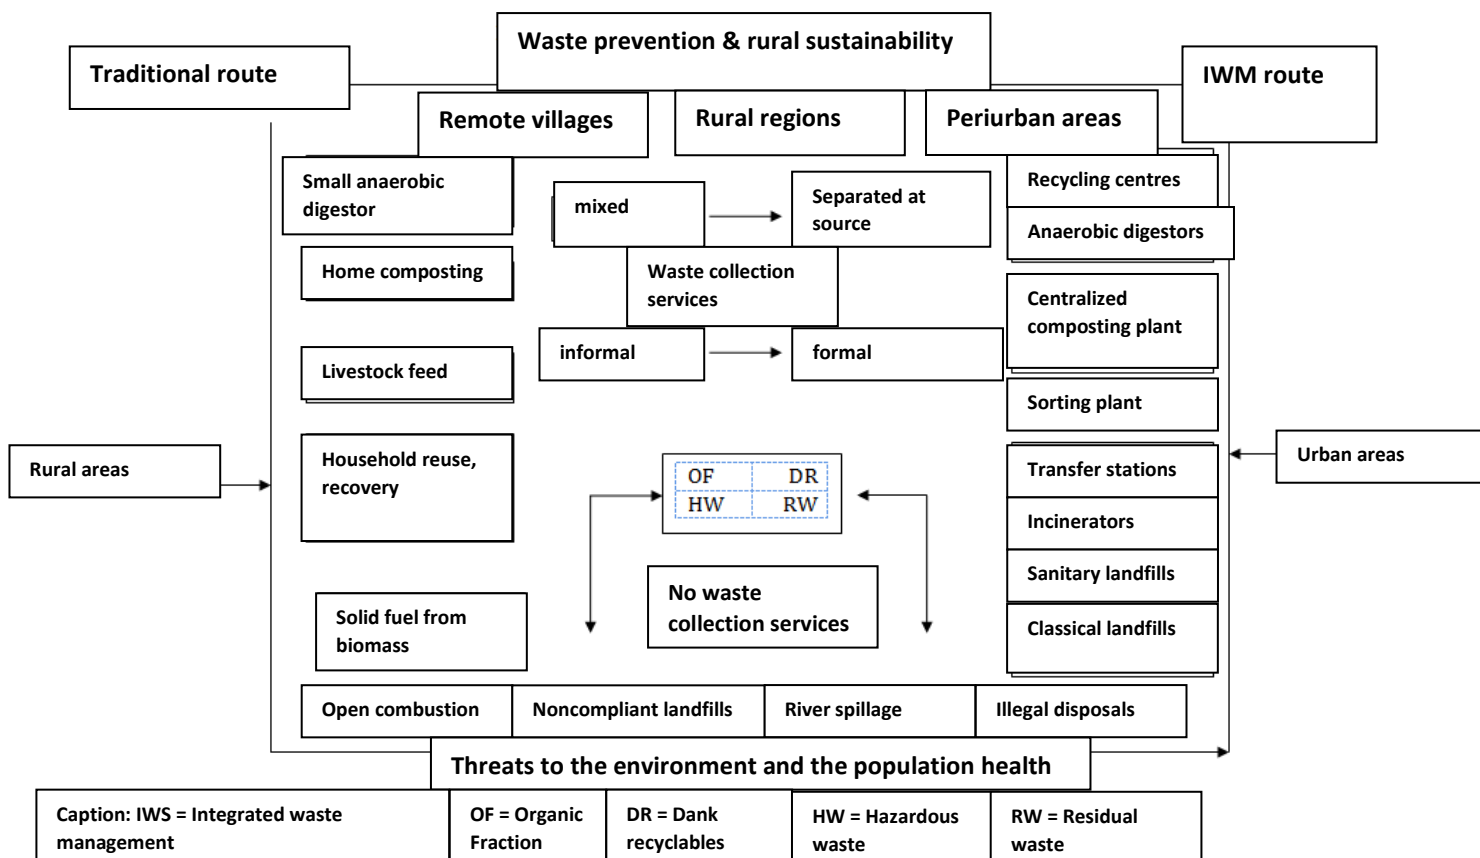 Waste prevention & rural sustainability
Traditional route
IWM route
Remote villages
Rural regions
Periurban areas
Small anaerobic
digestor
mixed
Separated at
source
Recycling centres
Anaerobic digestors
Home composting
Waste collection
services
Centralized
composting plant
informal
formal
Livestock feed
Sorting plant
Rural areas
Household reuse,
recovery
OF DR
HW RW
Transfer stations
Urban areas
Incinerators
Sanitary landfills
No waste
collection services
Solid fuel from
biomass
Classical landfills
Open combustion
Noncompliant landfills
River spillage
Illegal disposals
Threats to the environment and the population health
Caption: IWS = Integrated waste
management
OF = Organic
Fraction
DR = Dank
recyclables
HW = Hazardous
waste
RW = Residual
waste